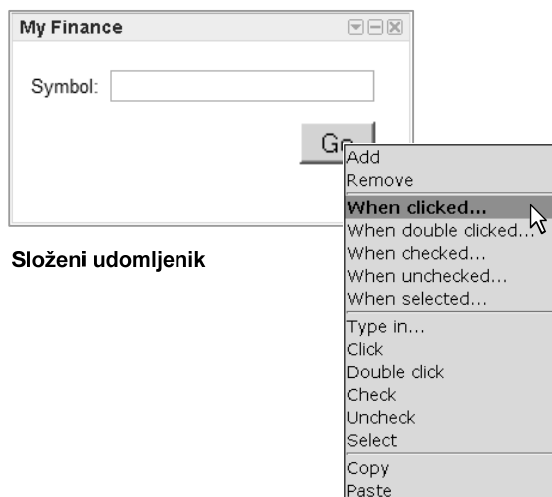 My Finance
Symbol:
Go
Add
Remove
When clicked...
When double clicked...
When checked...
When unchecked...
When selected...
Type in...
Click
Double click
Check
Uncheck
Select
Copy
Paste
Složeni udomljenik